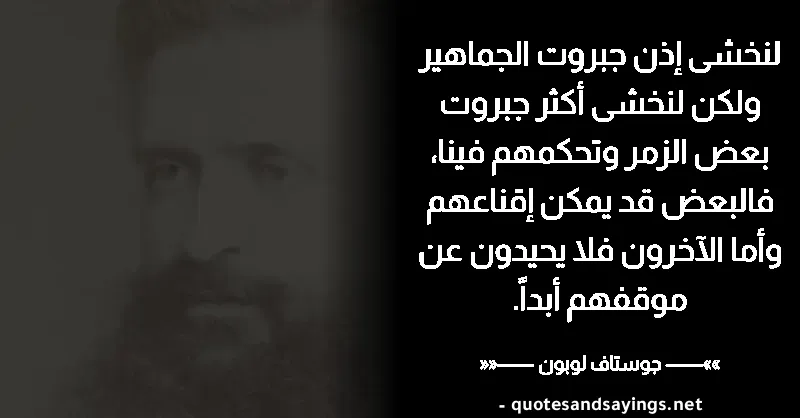 لنخشى إذن جبروت الجماهير
ولكن لنخشى أكثر جبروت
بعض الزمر وتحكمهم فينا،
فالبعض قد يمكن إقناعهم
وأما الآخرون فلا يحيدون عن
موقفهم أبداً.
»»—— جوستاف لوبون ——««
- quotesandsayings.net